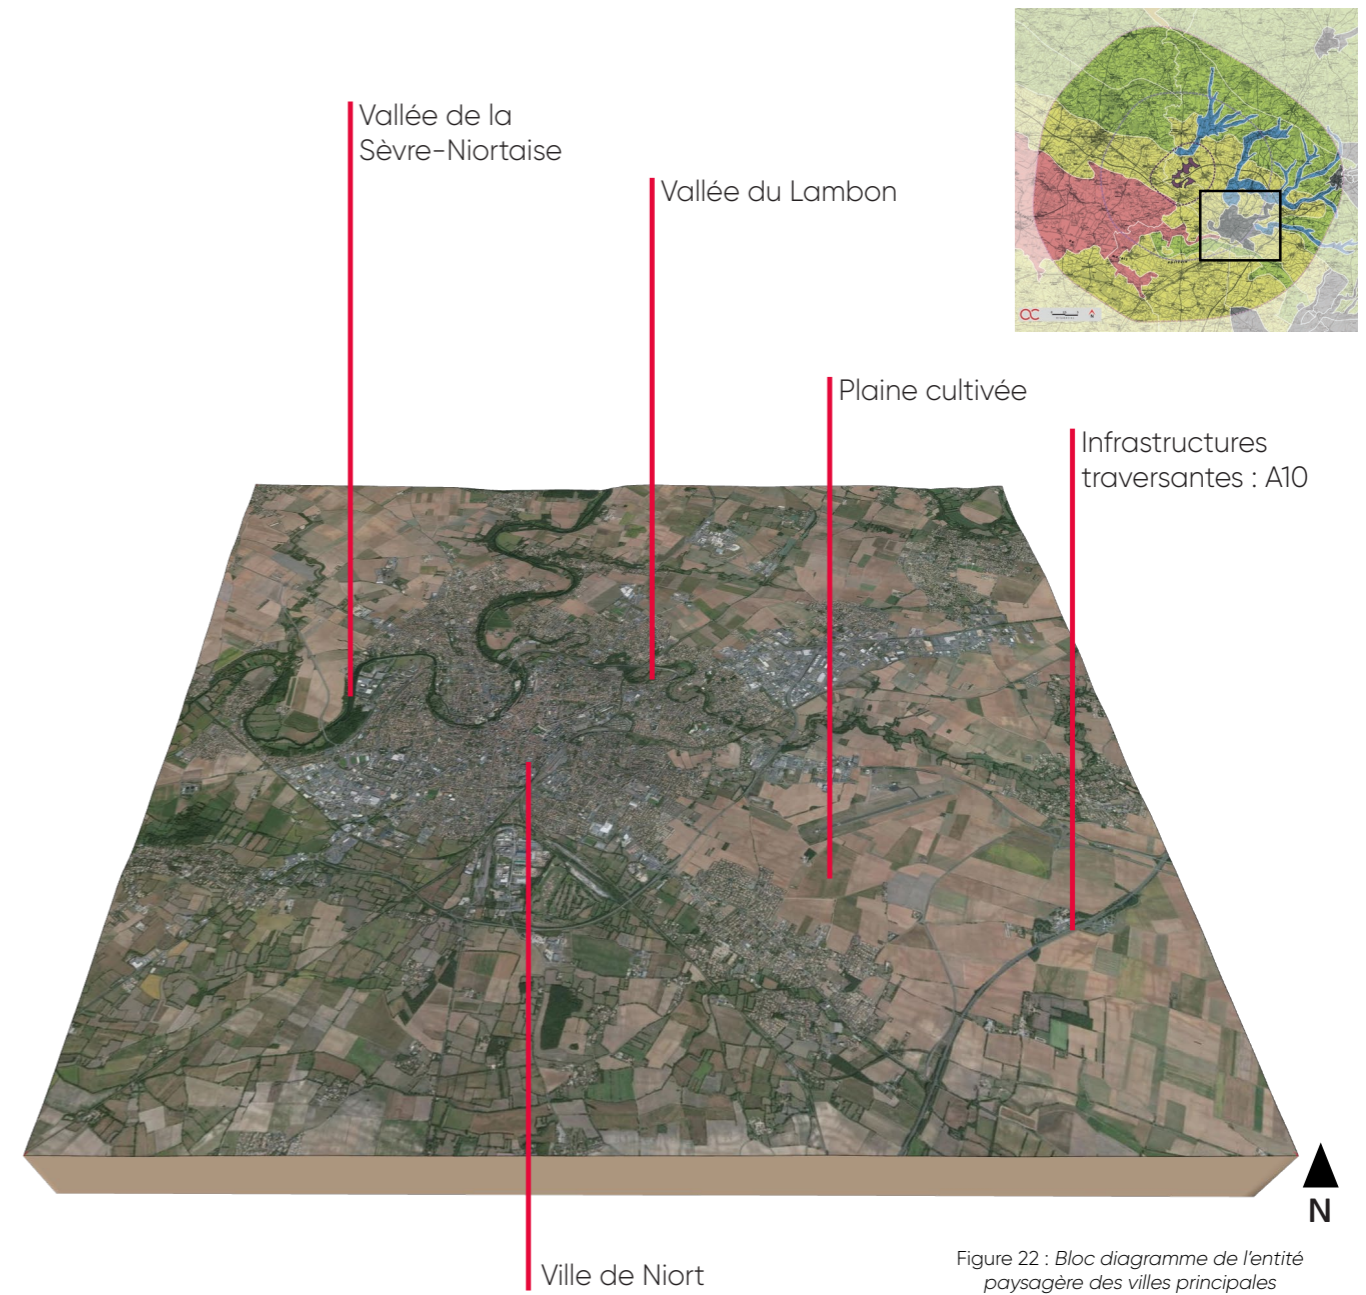 Vallée de la
Sèvre-Niortaise
Vallée du Lambon
Plaine cultivée
Infrastructures
traversantes : A10
Ville de Niort
N
Figure 22 : Bloc diagramme de l'entité
paysagère des villes principales